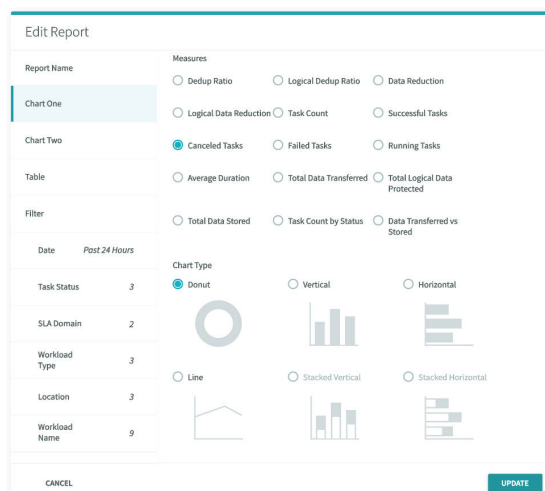 Edit Report
Report Name
Chart One
Chart Two
Table
Filter
Date Past 24 Hours
Task Status 3
SLA Domain 2
Workload
Type 3
Location 3
Workload
Name 9
Measures
Dedup Ratio Logical Dedup Ratio Data Reduction
Logical Data Reduction Task Count Successful Tasks
Canceled Tasks Failed Tasks Running Tasks
Average Duration Total Data Transferred Total Logical Data
Protected
Total Data Stored Task Count by Status Data Transferred vs
Stored
Chart Type
Donut Vertical Horizontal
Line Stacked Vertical Stacked Horizontal
CANCEL UPDATE